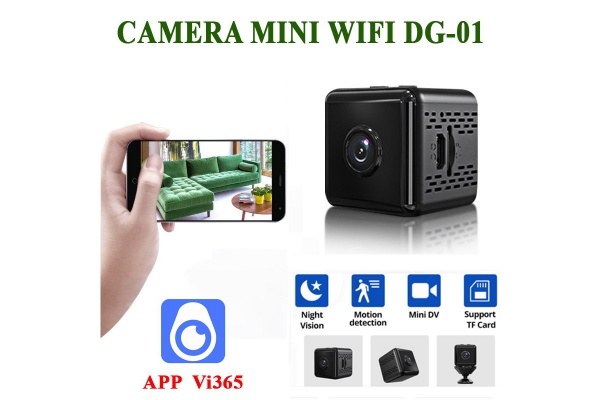 CAMERA MINI WIFI DG-01
Night Vision
Motion detection
Mini DV
Support TF Card
APP Vi365